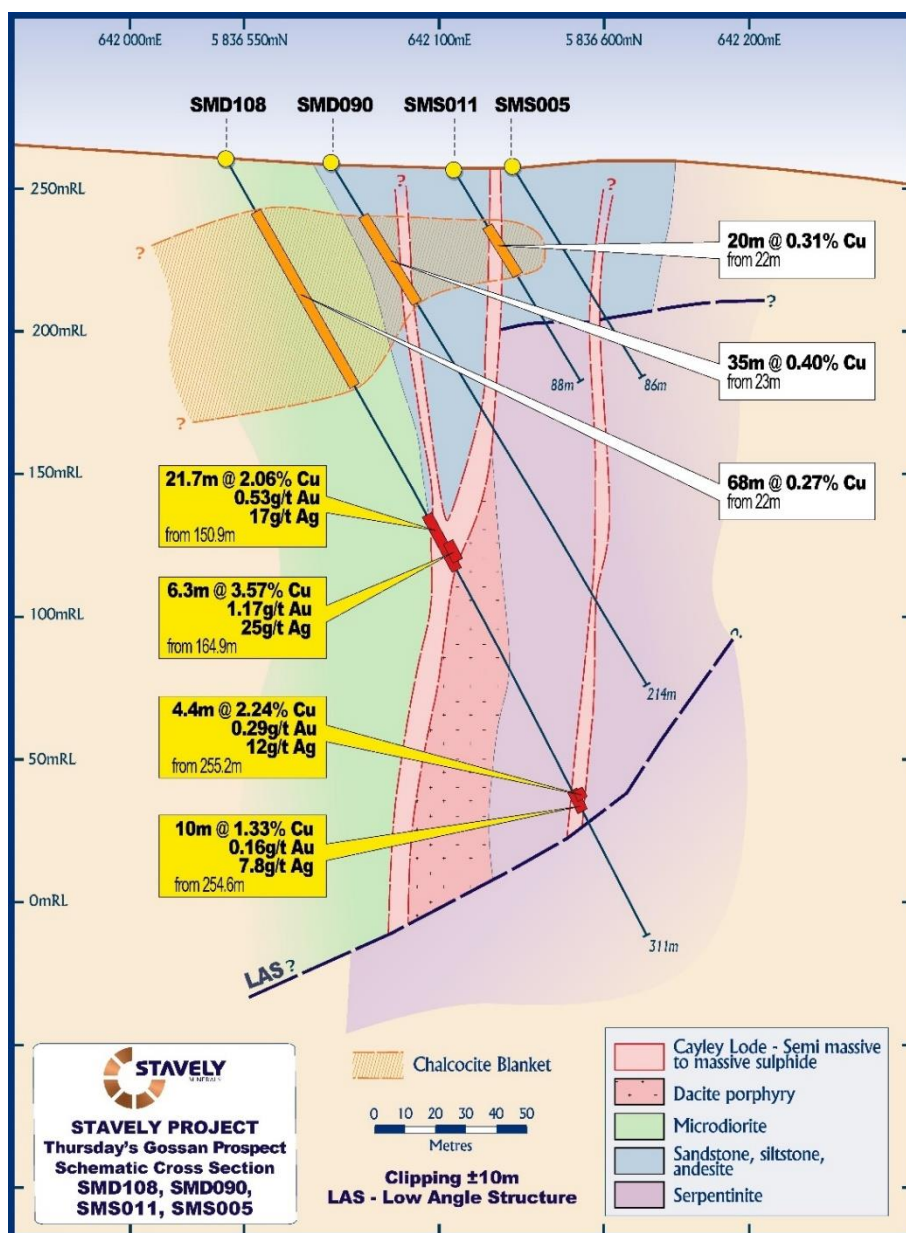 642 000mE
5 836 550mN
642 100mE
5 836 600mN
642 200mE
SMD108
SMD090
SMS011
SMS005
250mRL
200mRL
150mRL
100mRL
50mRL
0mRL
?
?
?
?
?
20m @ 0.31% Cu
from 22m
35m @ 0.40% Cu
from 23m
68m @ 0.27% Cu
from 22m
88m
86m
21.7m @ 2.06% Cu
0.53g/t Au
17g/t Ag
from 150.9m
6.3m @ 3.57% Cu
1.17g/t Au
25g/t Ag
from 164.9m
?
214m
4.4m @ 2.24% Cu
0.29g/t Au
12g/t Ag
from 255.2m
10m @ 1.33% Cu
0.16g/t Au
7.8g/t Ag
from 254.6m
311m
LAS ?
STAVELY
MINERALS
STAVELY PROJECT
Thursday's Gossan Prospect
Schematic Cross Section
SMD108, SMD090,
SMS011, SMS005
Chalcocite Blanket
0 10 20 30 40 50
Metres
Clipping ±10m
LAS - Low Angle Structure
Cayley Lode - Semi massive
to massive sulphide
Dacite porphyry
Microdiorite
Sandstone, siltstone,
andesite
Serpentinite